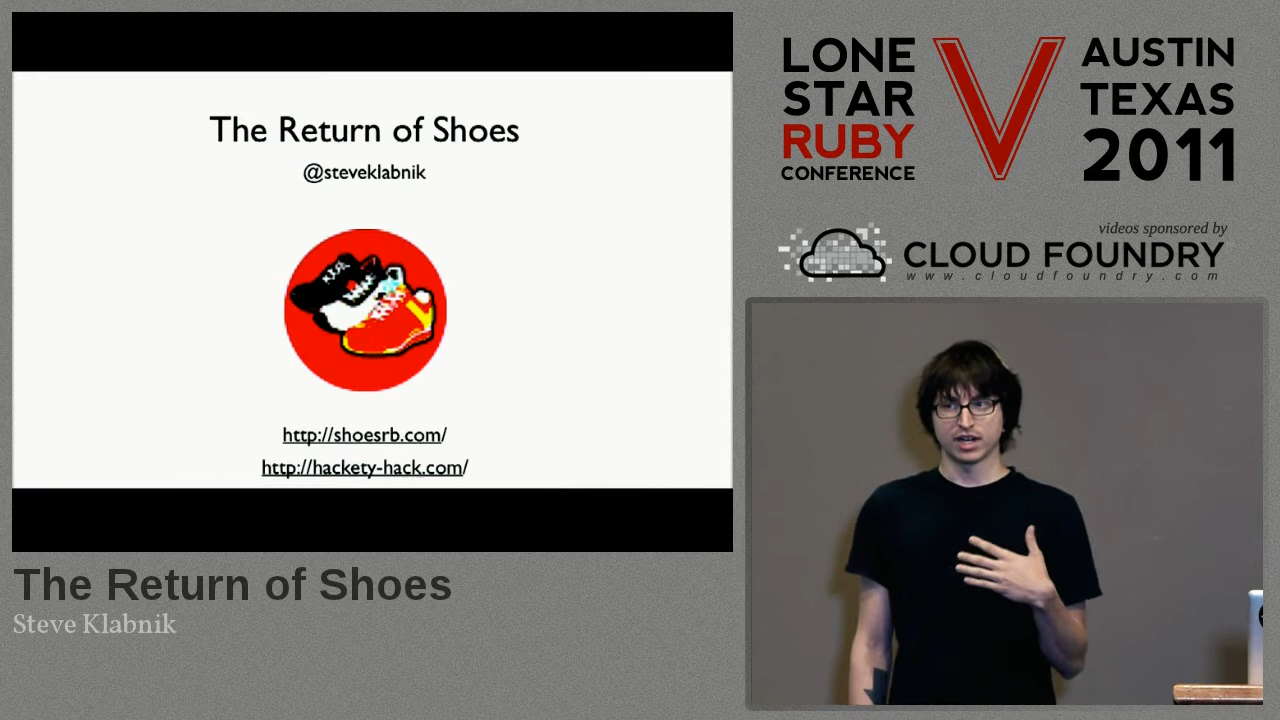 The Return of Shoes
@steveklabnik
http://shoesrb.com/
http://hackety-hack.com/
The Return of Shoes
Steve Klabnik
LONE
STAR
RUBY
CONFERENCE
V
AUSTIN
TEXAS
2011
videos sponsored by
CLOUD FOUNDRY
www.cloudfoundry.com